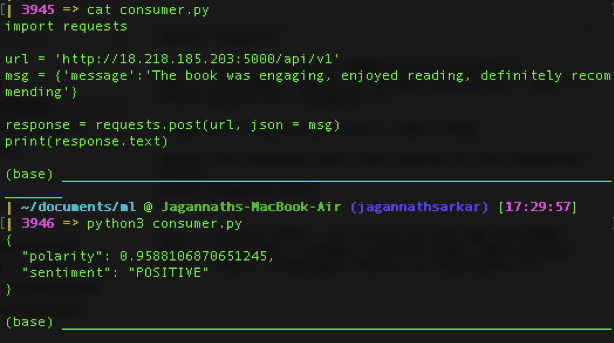 [| 3945 => cat consumer.py
import requests
url = 'http://18.218.185.203:5000/api/v1'
msg = {'message':'The book was engaging, enjoyed reading, definitely recom
mending'}
response = requests.post(url, json = msg)
print(response.text)
(base)
| ~/documents/ml @ Jagannaths-MacBook-Air (jagannathsarkar) [17:29:57]
[| 3946 => python3 consumer.py
{
"polarity": 0.9588106870651245,
"sentiment": "POSITIVE"
}
(base)